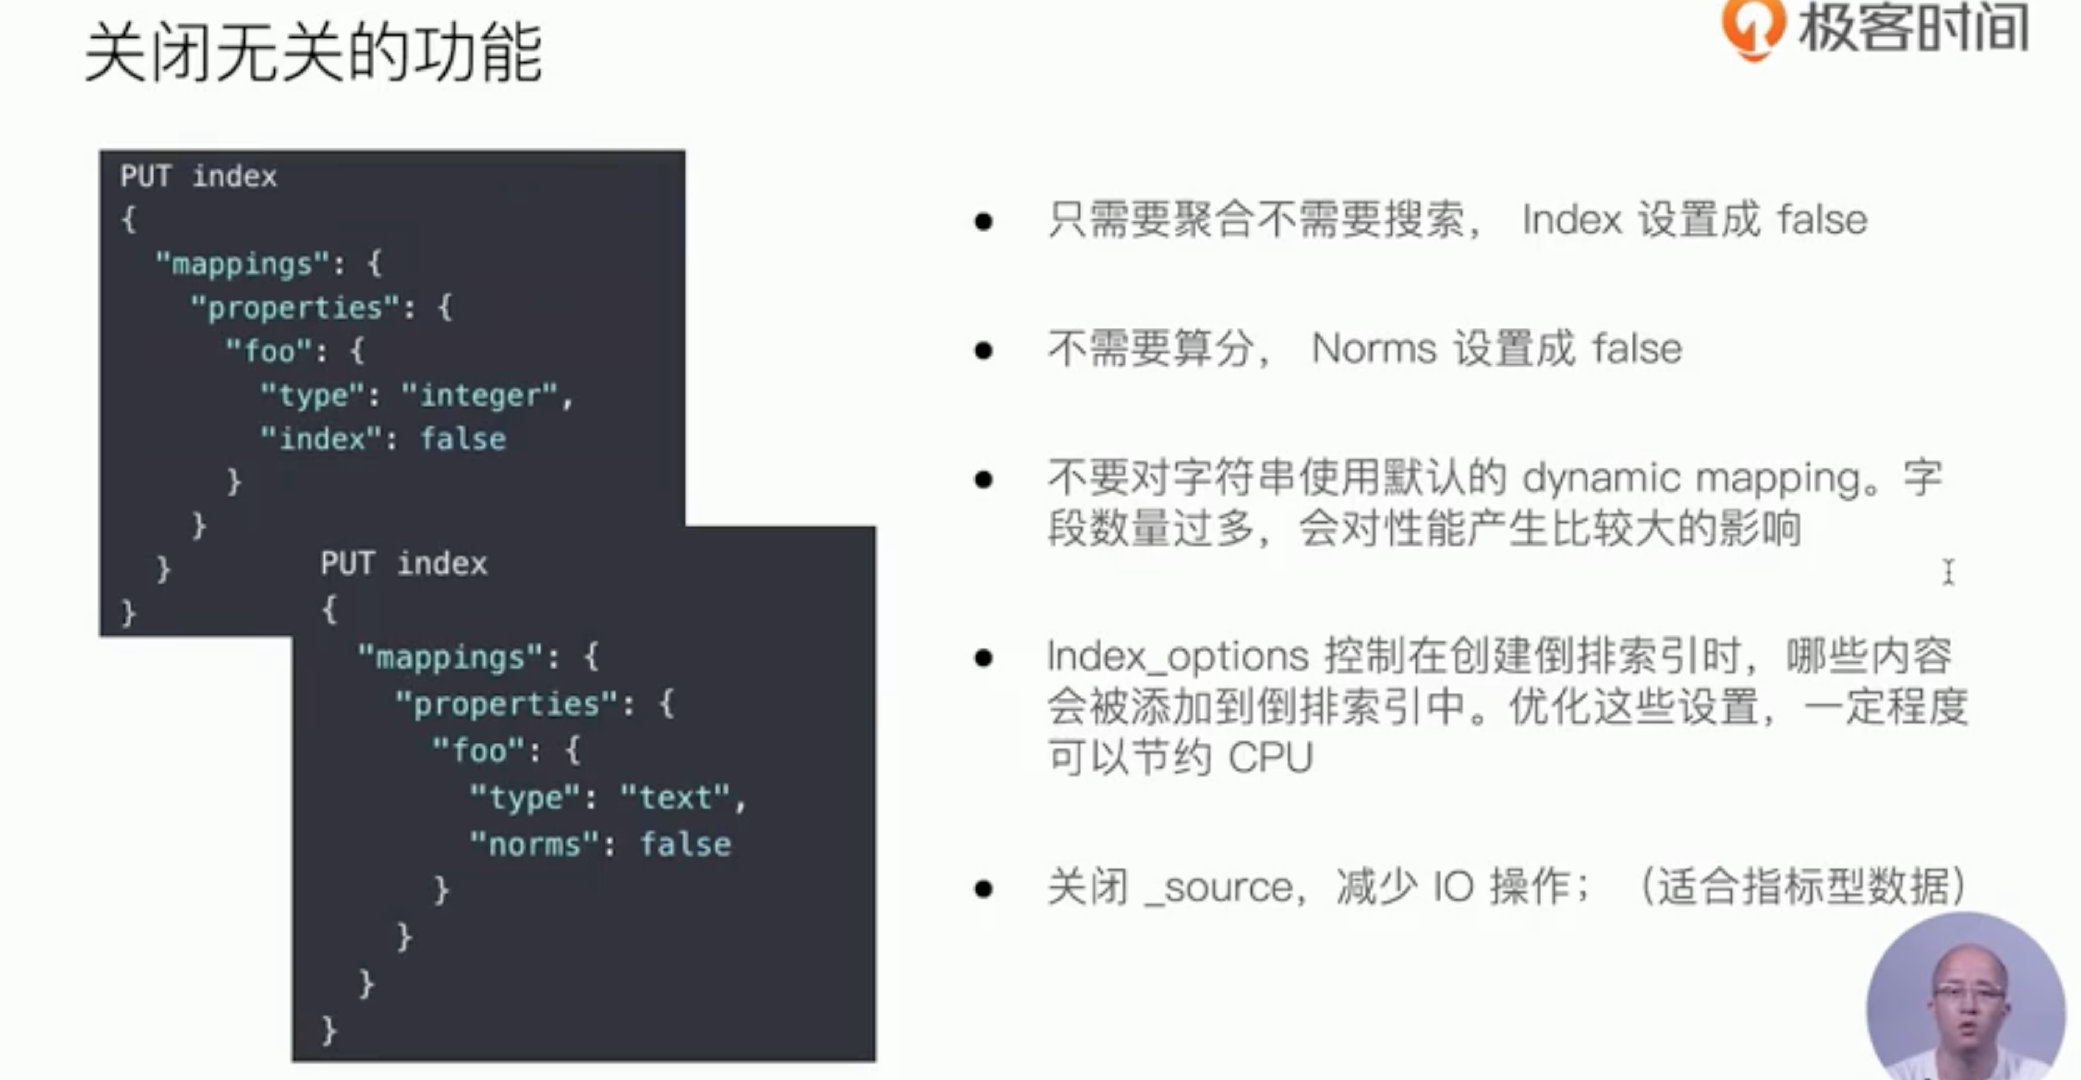 关闭无关的功能
极客时间
PUT index
{
"mappings": {
"properties": {
"foo": {
"type": "integer",
"index": false
}
}
}
}
PUT index
{
"mappings": {
"properties": {
"foo": {
"type": "text",
"norms": false
}
}
}
}
● 只需要聚合不需要搜索， Index 设置成 false
● 不需要算分， Norms 设置成 false
● 不要对字符串使用默认的 dynamic mapping。字
段数量过多，会对性能产生比较大的影响
● Index_options 控制在创建倒排索引时，哪些内容
会被添加到倒排索引中。优化这些设置，一定程度
可以节约 CPU
● 关闭 _source，减少 IO 操作；（适合指标型数据）